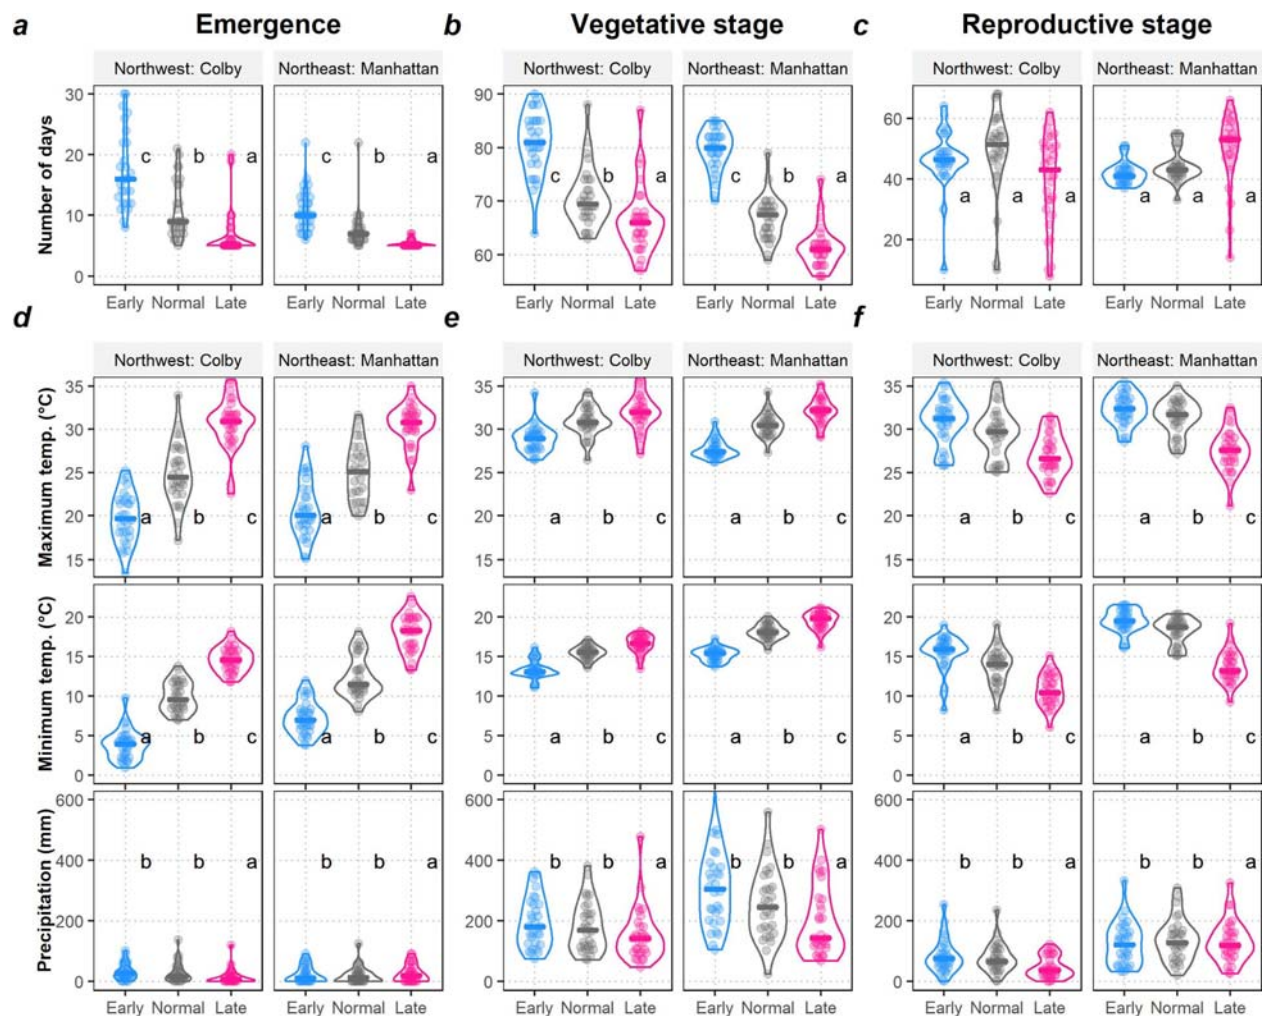 a Emergence b Vegetative stage c Reproductive stage
Northwest: Colby Northeast: Manhattan Northwest: Colby Northeast: Manhattan Northwest: Colby Northeast: Manhattan
Number of days
30
20
10
0
c b a c b a
90
80
70
60
c b a c b a
60
40
20
a a a a a a
Early Normal Late Early Normal Late Early Normal Late Early Normal Late Early Normal Late Early Normal Late
d e f
Northwest: Colby Northeast: Manhattan Northwest: Colby Northeast: Manhattan Northwest: Colby Northeast: Manhattan
Maximum temp. (°C)
35
30
25
20
15
a b c a b c
35
30
25
20
15
a b c a b c
35
30
25
20
15
a b c a b c
Minimum temp. (°C)
20
15
10
5
0
a b c a b c
20
15
10
5
0
a b c a b c
20
15
10
5
0
a b c a b c
Precipitation (mm)
600
400
200
0
b b a b b a
600
400
200
0
b b a b b a
600
400
200
0
b b a b b a
Early Normal Late Early Normal Late Early Normal Late Early Normal Late Early Normal Late Early Normal Late